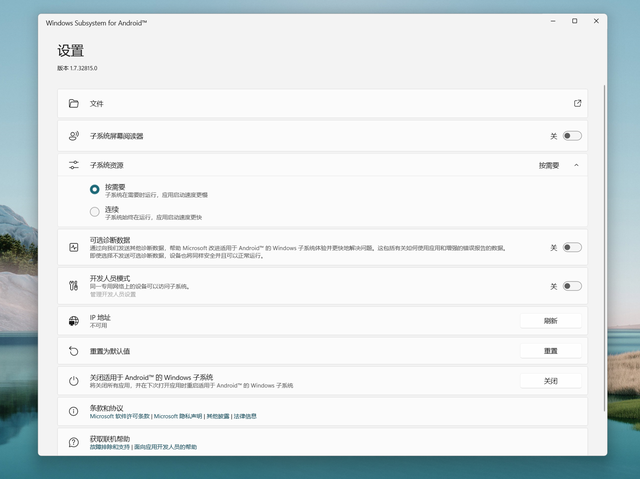 Windows Subsystem for Android™
设置
版本 1.7.32815.0
文件
子系统屏幕阅读器
关
子系统资源
按需要
按需要
子系统在需要时运行，应用启动速度更慢
连续
子系统始终在运行，应用启动速度更快
可选诊断数据
通过向我们发送其他诊断数据，帮助 Microsoft 改进适用于 Android™ 的 Windows 子系统体验并更快地解决问题。这包括有关如何使用应用和增强的错误报告的数据。
即使选择不发送可选诊断数据，设备也将同样安全并且可以正常运行。
关
开发人员模式
同一专用网络上的设备可以访问子系统。
管理开发人员设置
关
IP 地址
不可用
刷新
重置为默认值
重置
关闭适用于 Android™ 的 Windows 子系统
将关闭所有应用，并在下次打开应用时重启适用于 Android™ 的 Windows 子系统
关闭
条款和协议
Microsoft 软件许可条款 | Microsoft 隐私声明 | 其他披露 | 法律信息
获取联机帮助
故障排除和支持 | 面向应用开发人员的帮助